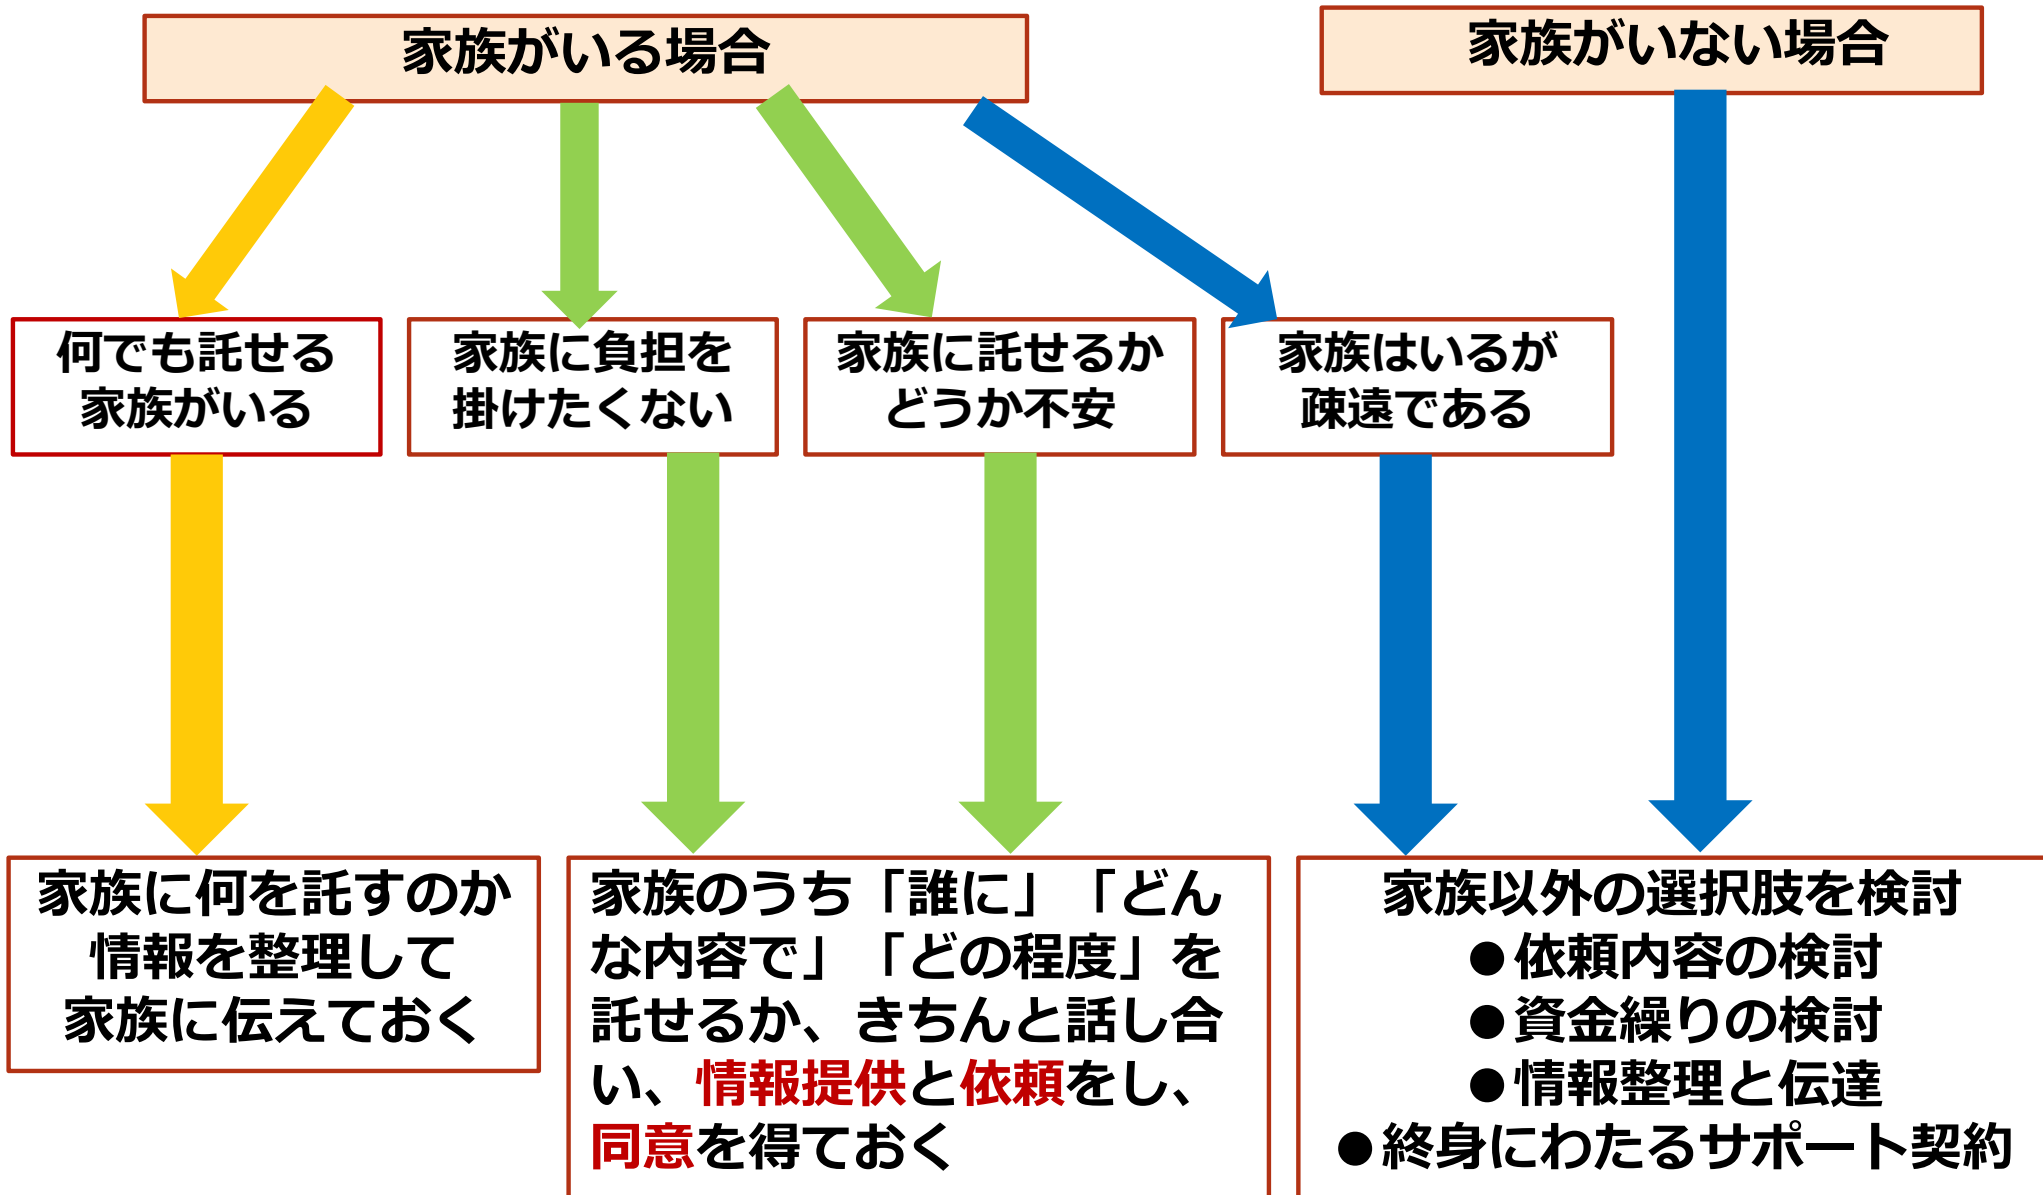 家族がいる場合
家族がいない場合
何でも託せる
家族がいる
家族に負担を
掛けたくない
家族に託せるか
どうか不安
家族はいるが
疎遠である
家族に何を託すのか
情報を整理して
家族に伝えておく
家族のうち「誰に」「どん
な内容で」「どの程度」を
託せるか、きちんと話し合
い、情報提供と依頼をし、
同意を得ておく
家族以外の選択肢を検討
●依頼内容の検討
●資金繰りの検討
●情報整理と伝達
●終身にわたるサポート契約